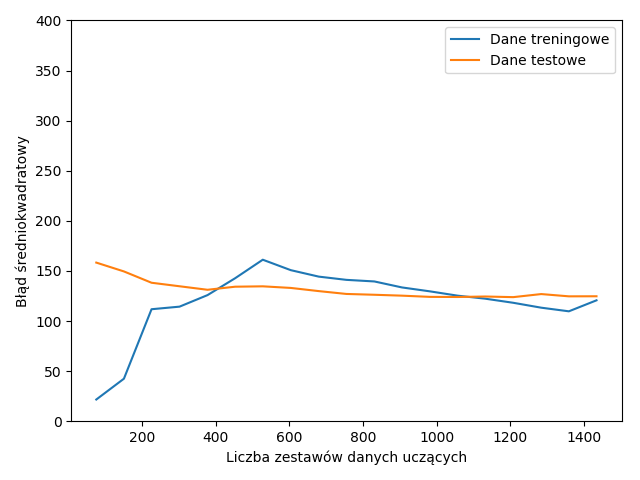 400
350
300
250
200
150
100
50
0
Błąd średniokwadratowy
Dane treningowe
Dane testowe
200 400 600 800 1000 1200 1400
Liczba zestawów danych uczących